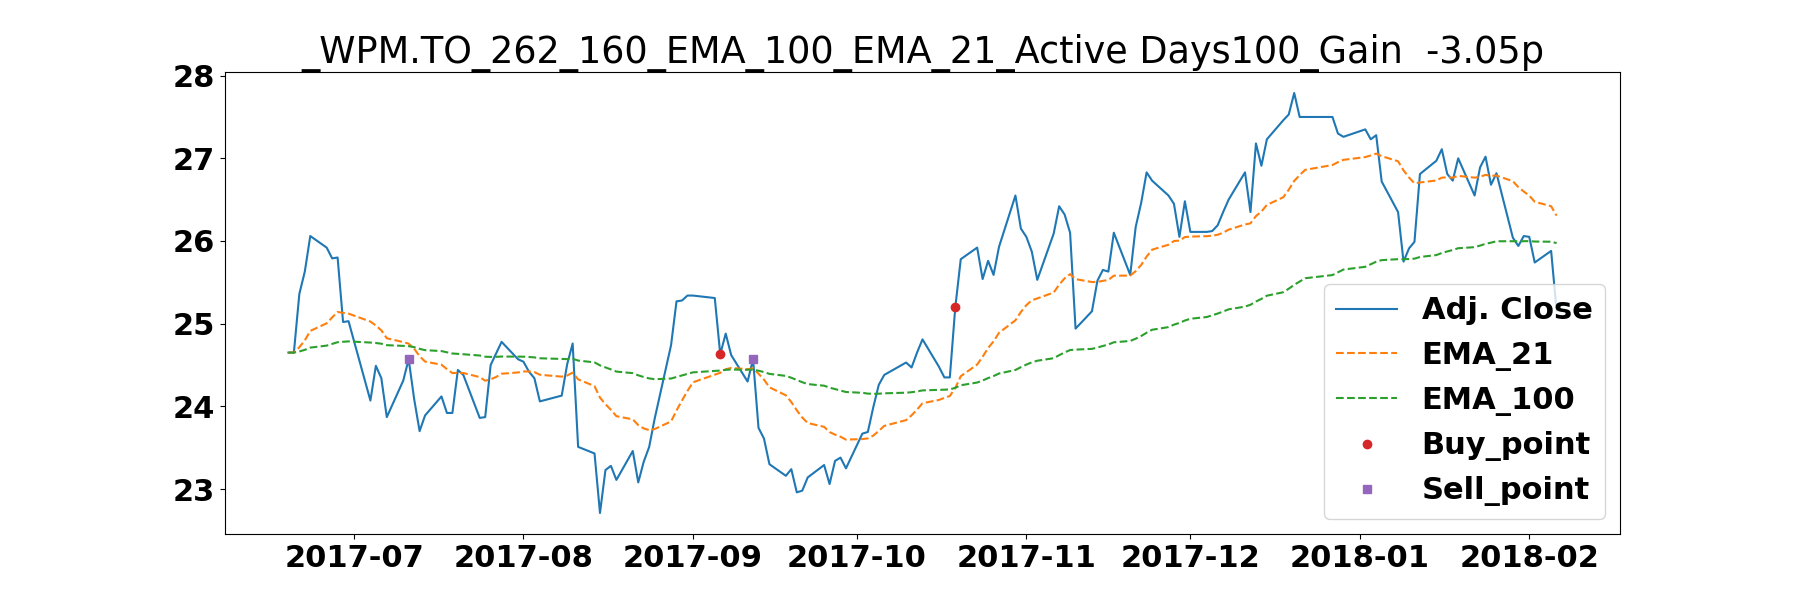 _WPM.TO_262_160_EMA_100_EMA_21_Active Days100_Gain  -3.05p
28
27
26
25
24
23
Adj. Close
EMA_21
EMA_100
Buy_point
Sell_point
2017-07 2017-08 2017-09 2017-10 2017-11 2017-12 2018-01 2018-02